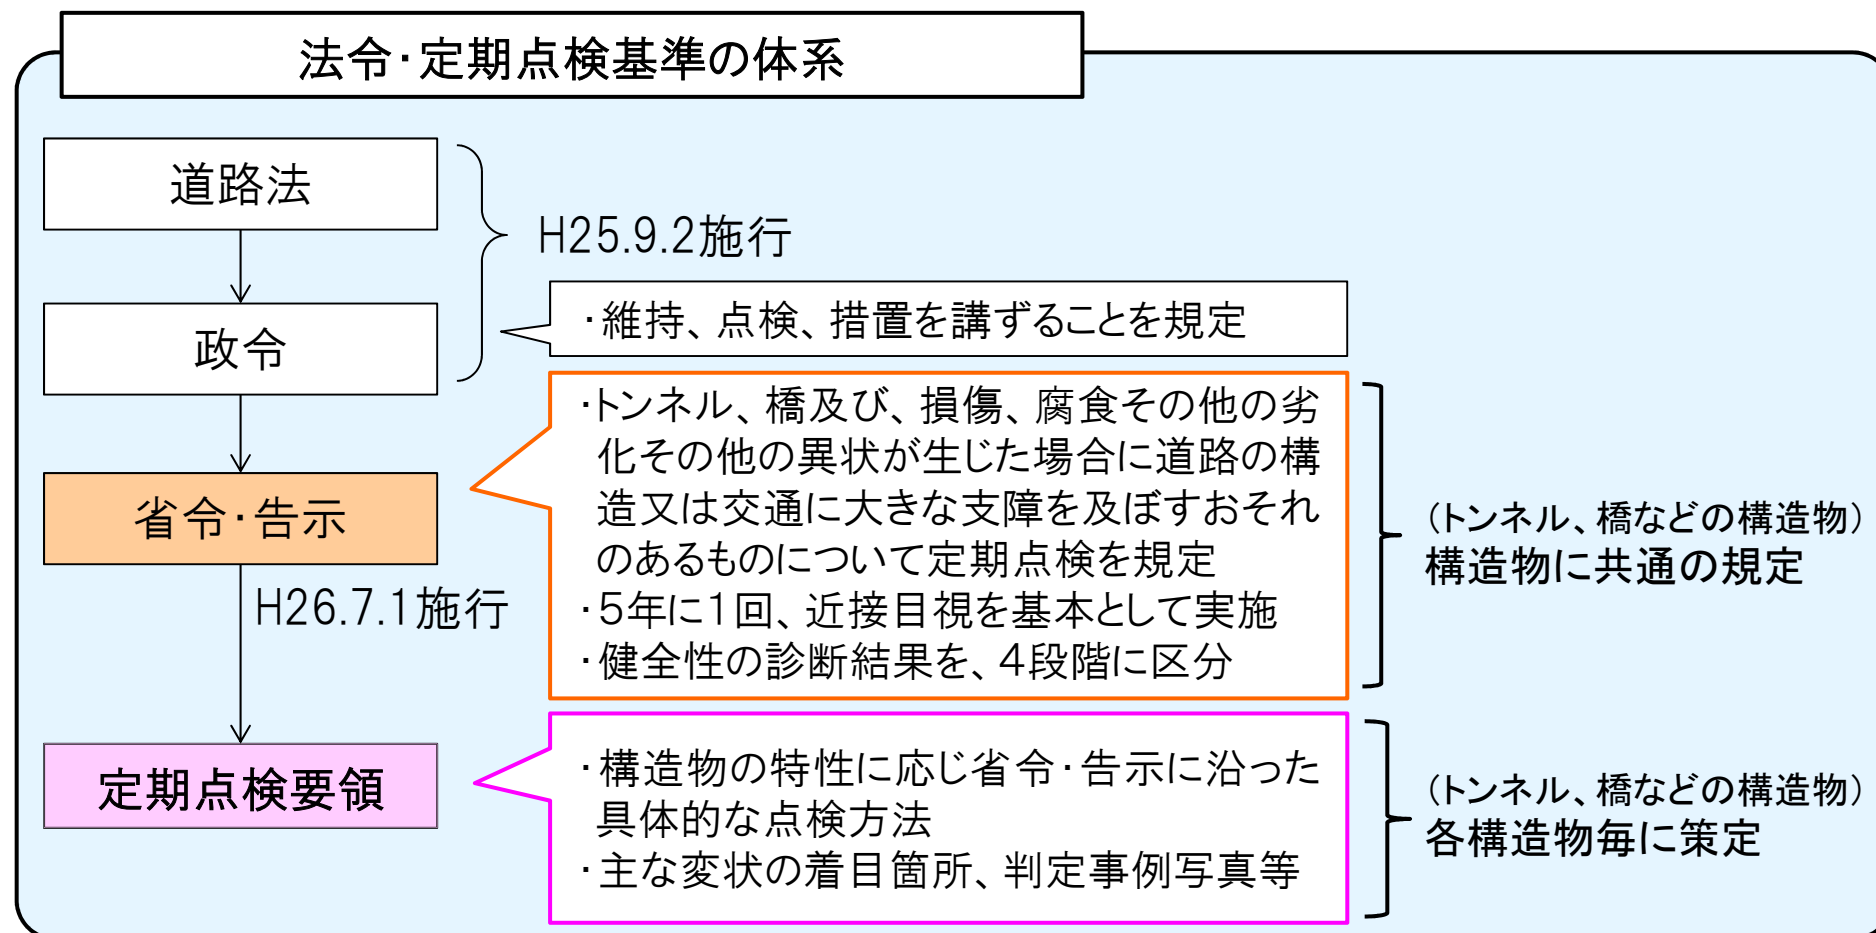 法令・定期点検基準の体系
道路法
H25.9.2施行
政令
・維持、点検、措置を講ずることを規定
省令・告示
H26.7.1施行
・トンネル、橋及び、損傷、腐食その他の劣
化その他の異状が生じた場合に道路の構
造又は交通に大きな支障を及ぼすおそれ
のあるものについて定期点検を規定
・５年に１回、近接目視を基本として実施
・健全性の診断結果を、４段階に区分
（トンネル、橋などの構造物）
構造物に共通の規定
定期点検要領
・構造物の特性に応じ省令・告示に沿った
具体的な点検方法
・主な変状の着目箇所、判定事例写真等
（トンネル、橋などの構造物）
各構造物毎に策定